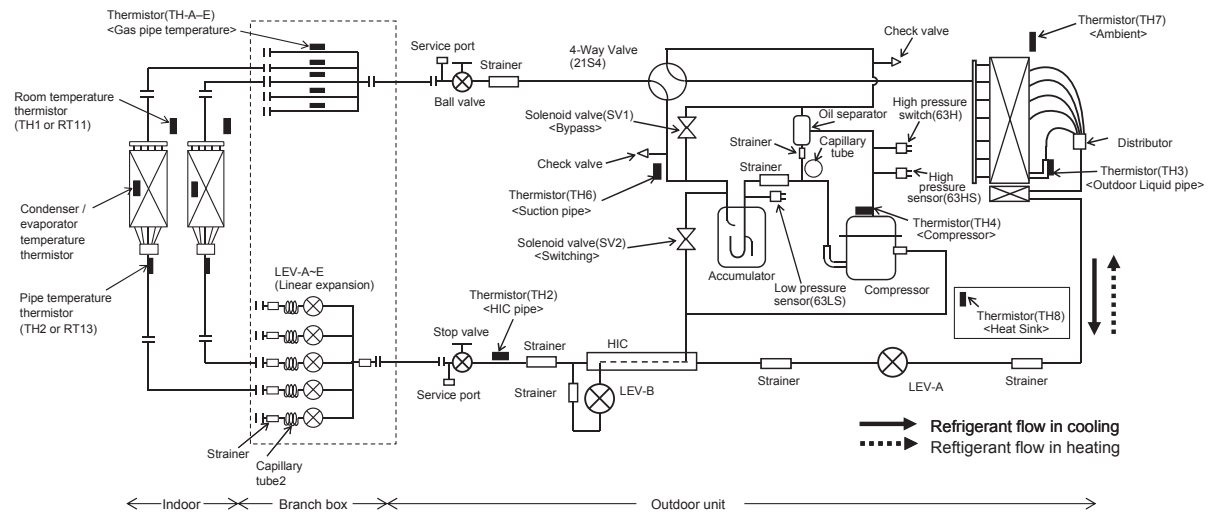 Thermistor(TH-A–E)
<Gas pipe temperature>
Service port
Ball valve
Strainer
4-Way Valve
(21S4)
Check valve
Thermistor(TH7)
<Ambient>
Room temperature
thermistor
(TH1 or RT11)
Solenoid valve(SV1)
<Bypass>
Oil separator
High pressure
switch(63H)
Strainer
Capillary
tube
Distributor
Check valve
Strainer
High
pressure
sensor(63HS)
Thermistor(TH3)
<Outdoor Liquid pipe>
Thermistor(TH6)
<Suction pipe>
Thermistor(TH4)
<Compressor>
Condenser /
evaporator
temperature
thermistor
Solenoid valve(SV2)
<Switching>
Accumulator
Low pressure
sensor(63LS)
Compressor
LEV-A~E
(Linear expansion)
Pipe temperature
thermistor
(TH2 or RT13)
Thermistor(TH2)
<HIC pipe>
Thermistor(TH8)
<Heat Sink>
Stop valve
Strainer
HIC
Service port
Strainer
LEV-B
Strainer
LEV-A
Strainer
Strainer
Capillary
tube2
Refrigerant flow in cooling
Reftigerant flow in heating
Indoor
Branch box
Outdoor unit